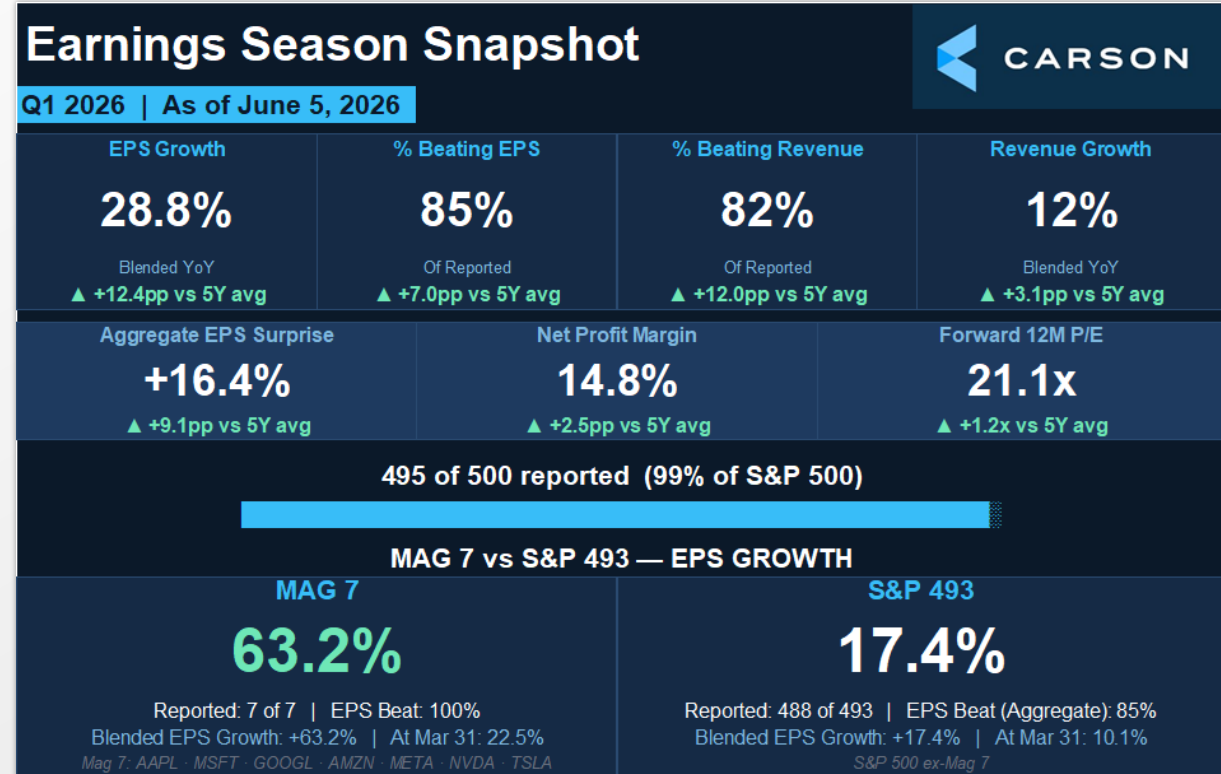 Earnings Season Snapshot
CARSON
Q1 2026 | As of June 5, 2026
EPS Growth
28.8%
Blended YoY
▲ +12.4pp vs 5Y avg
% Beating EPS
85%
Of Reported
▲ +7.0pp vs 5Y avg
% Beating Revenue
82%
Of Reported
▲ +12.0pp vs 5Y avg
Revenue Growth
12%
Blended YoY
▲ +3.1pp vs 5Y avg
Aggregate EPS Surprise
+16.4%
▲ +9.1pp vs 5Y avg
Net Profit Margin
14.8%
▲ +2.5pp vs 5Y avg
Forward 12M P/E
21.1x
▲ +1.2x vs 5Y avg
495 of 500 reported (99% of S&P 500)
MAG 7 vs S&P 493 — EPS GROWTH
MAG 7
63.2%
Reported: 7 of 7 | EPS Beat: 100%
Blended EPS Growth: +63.2% | At Mar 31: 22.5%
Mag 7: AAPL · MSFT · GOOGL · AMZN · META · NVDA · TSLA
S&P 493
17.4%
Reported: 488 of 493 | EPS Beat (Aggregate): 85%
Blended EPS Growth: +17.4% | At Mar 31: 10.1%
S&P 500 ex-Mag 7